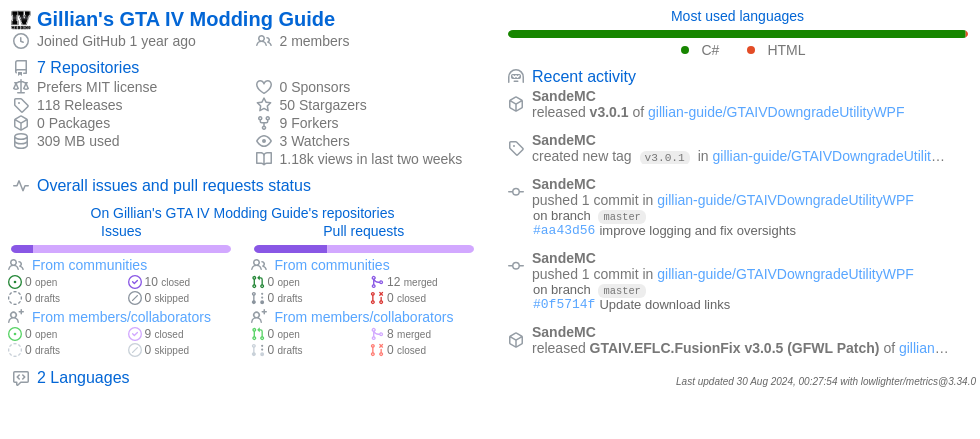 Gillian's GTA IV Modding Guide
Joined GitHub 1 year ago
2 members
7 Repositories
Prefers MIT license
118 Releases
0 Packages
309 MB used
0 Sponsors
50 Stargazers
9 Forkers
3 Watchers
1.18k views in last two weeks
Overall issues and pull requests status
On Gillian's GTA IV Modding Guide's repositories
Issues
From communities
0 open
10 closed
0 drafts
0 skipped
From members/collaborators
0 open
9 closed
0 drafts
0 skipped
Pull requests
From communities
0 open
12 merged
0 drafts
0 closed
From members/collaborators
0 open
8 merged
0 drafts
0 closed
2 Languages
Most used languages
C# HTML
Recent activity
SandeMC
released v3.0.1 of gillian-guide/GTAIVDowngradeUtilityWPF
SandeMC
created new tag v3.0.1 in gillian-guide/GTAIVDowngradeUtilit…
SandeMC
pushed 1 commit in gillian-guide/GTAIVDowngradeUtilityWPF
on branch master
#aa43d56 improve logging and fix oversights
SandeMC
pushed 1 commit in gillian-guide/GTAIVDowngradeUtilityWPF
on branch master
#0f5714f Update download links
SandeMC
released GTAIV.EFLC.FusionFix v3.0.5 (GFWL Patch) of gillian…
Last updated 30 Aug 2024, 00:27:54 with lowlighter/metrics@3.34.0